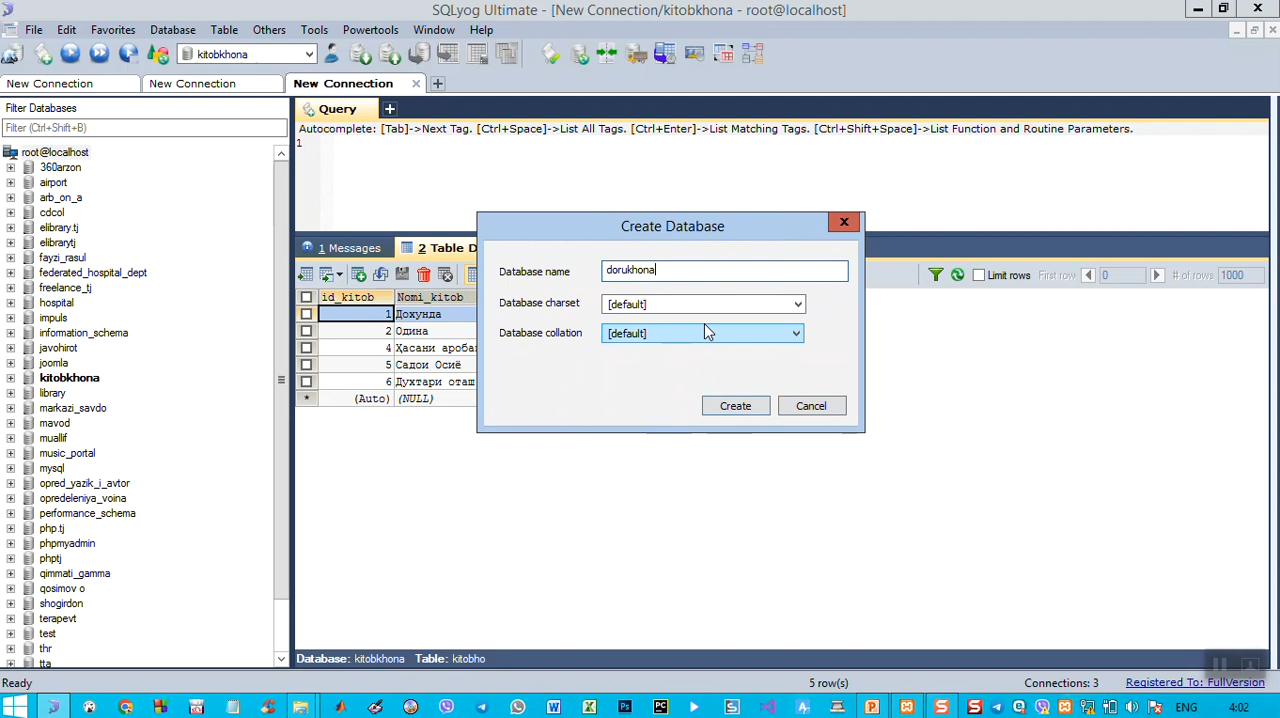 SQLyog Ultimate - [New Connection/kitobkhona - root@localhost]
File Edit Favorites Database Table Others Tools Powertools Window Help
kitobkhona
New Connection New Connection New Connection
Filter Databases
Filter (Ctrl+Shift+B)
root@localhost
360arzon
airport
arb_on_a
cdcol
elibrary.tj
elibrarytj
fayzi_rasul
federated_hospital_dept
freelance_tj
hospital
impuls
infomation_schema
javohirot
joomla
kitobkhona
library
markazi_savdo
mavod
muallif
music_portal
mysql
opred_yazik_i_avtor
opredeleniya_voina
performance_schema
php.tj
phpmyadmin
phptj
qimmati_gamma
qosimov o
shogirdon
terapevt
test
thr
tta
Query
Autocomplete: [Tab]->Next Tag. [Ctrl+Space]->List All Tags. [Ctrl+Enter]->List Matching Tags. [Ctrl+Shift+Space]->List Function and Routine Parameters.
1
1 Messages 2 Table D
Limit rows First row: 0 # of rows: 1000
id_kitob Nomi_kitob
1 Дохунда
2 Одина
4 Ҳасани ароба
5 Садои Осиё
6 Духтари оташ
* (Auto) (NULL)
Create Database
Database name dorukhona
Database charset [default]
Database collation [default]
Create Cancel
Database: kitobkhona Table: kitobho
Ready 5 row(s) Connections: 3 Registered To: FullVersion
ENG 4:02